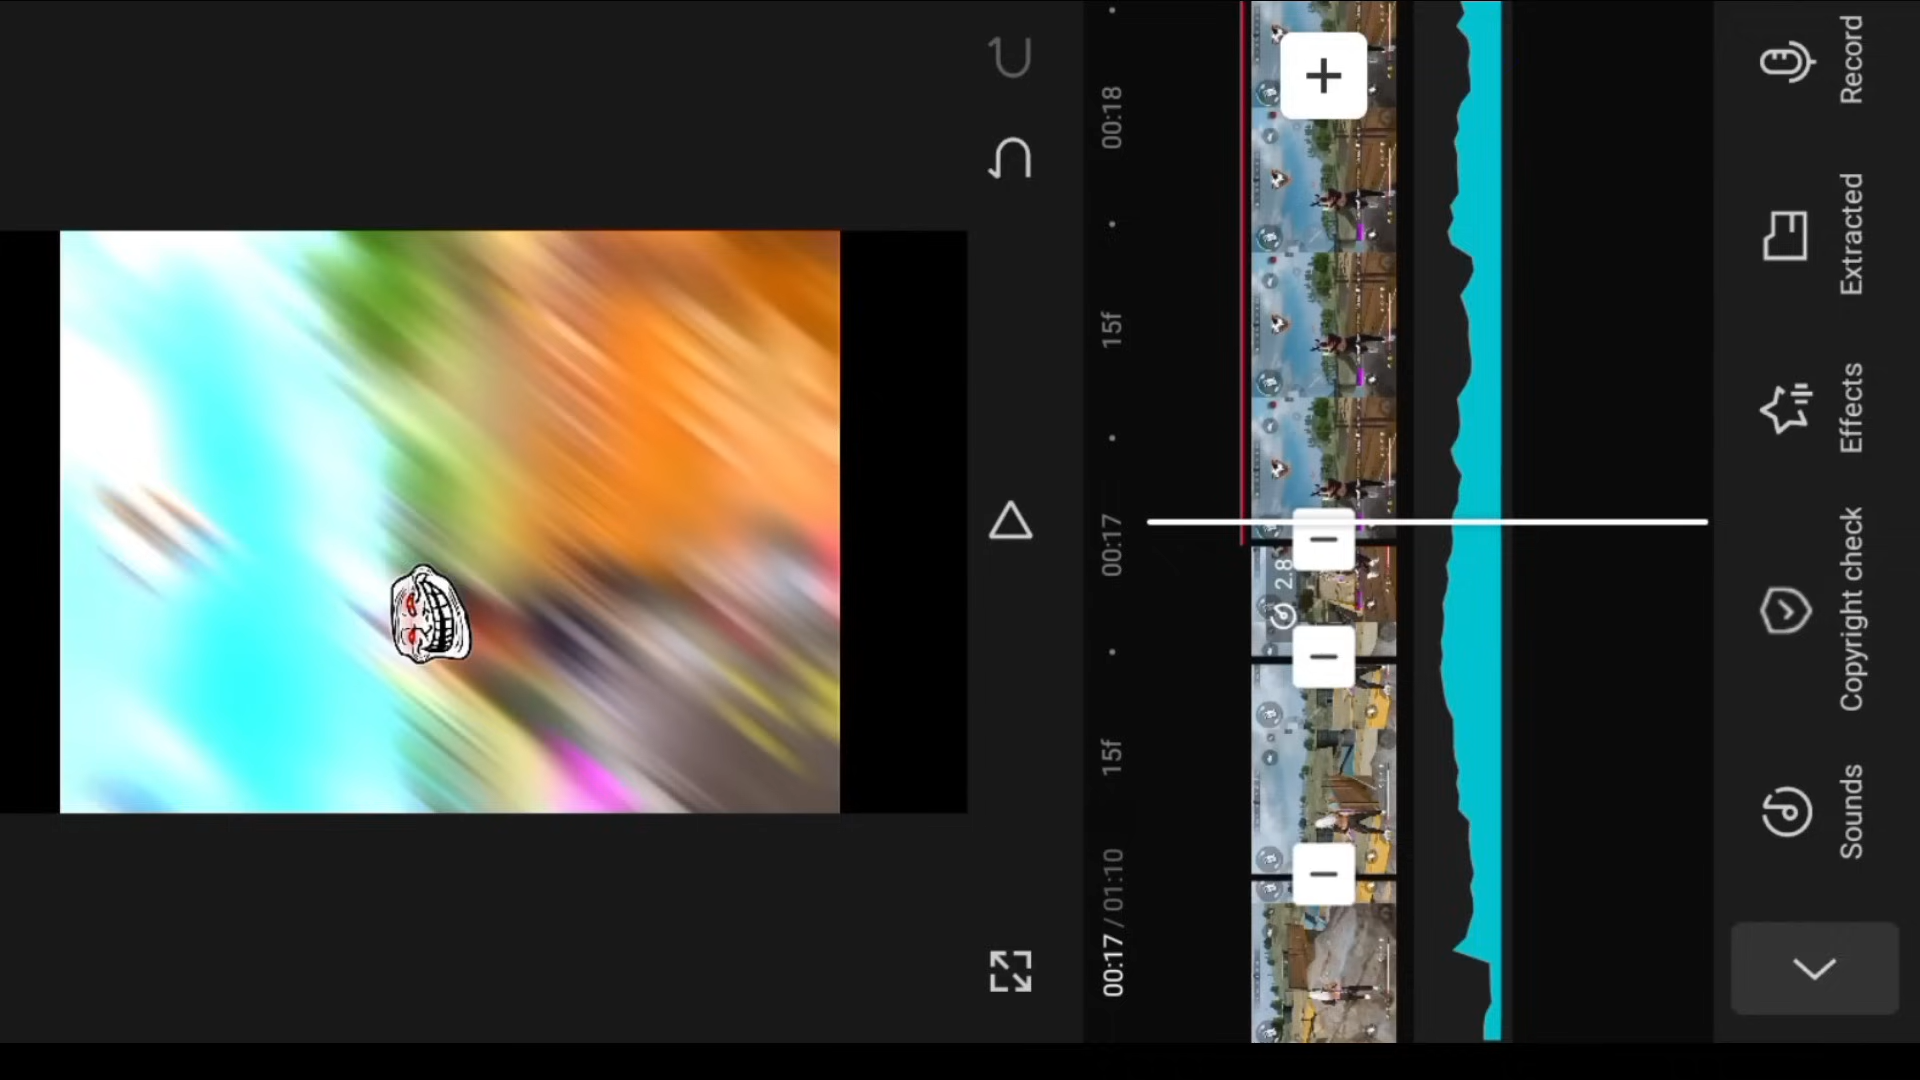 00:17 / 01:10
15f
00:17
15f
00:18
2.8
Sounds
Copyright check
Effects
Extracted
Record